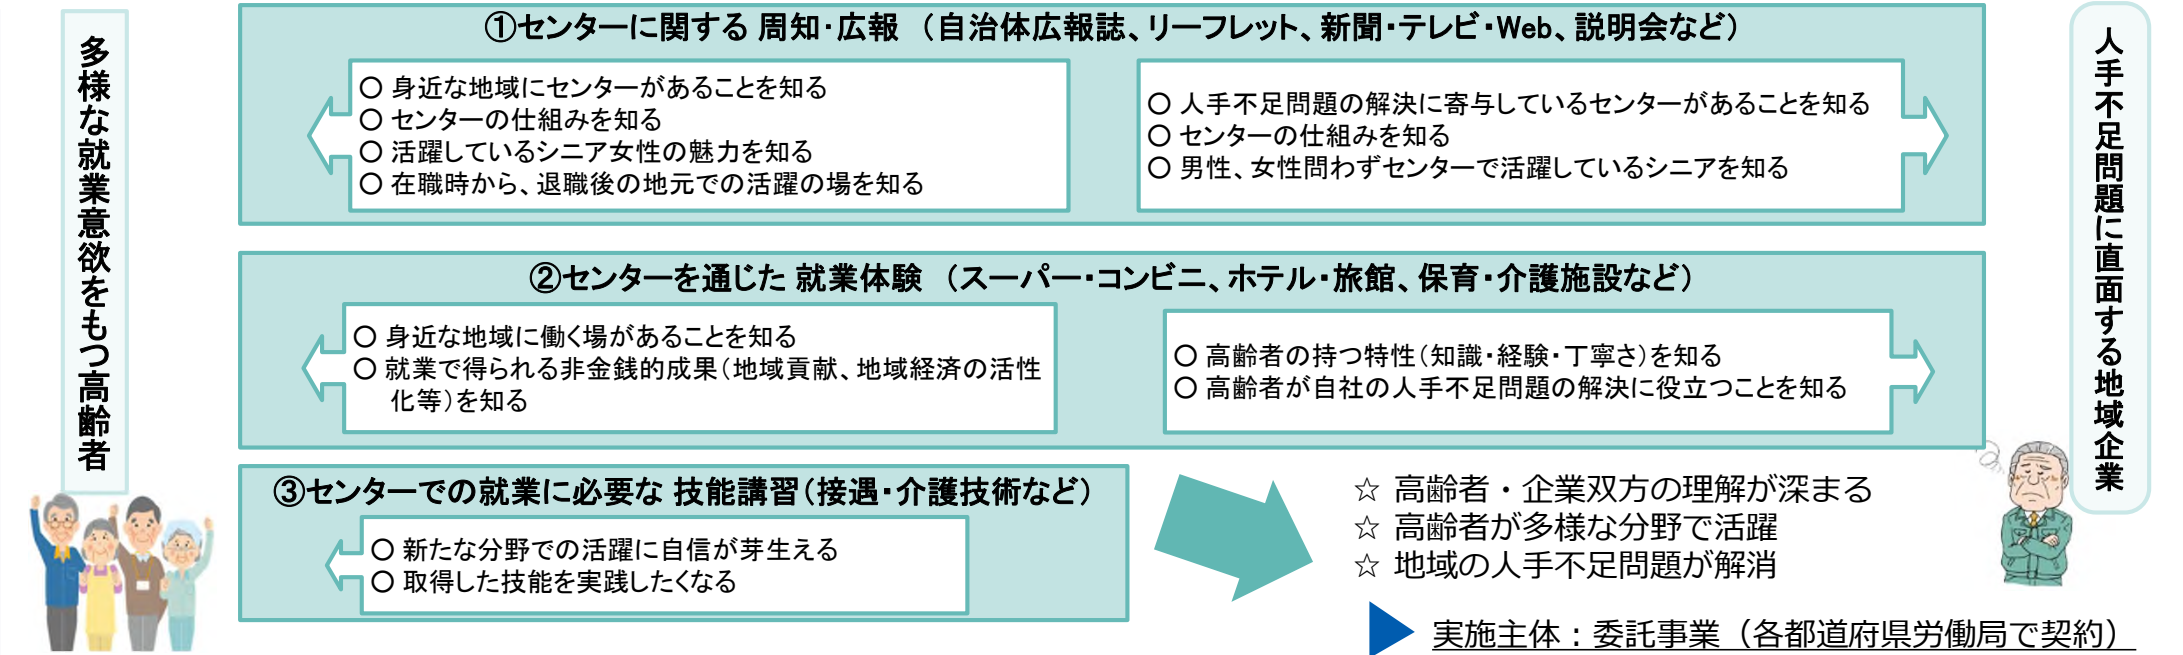 多様な就業意欲をもつ高齢者
①センターに関する 周知・広報 （自治体広報誌、リーフレット、新聞・テレビ・Web、説明会など）
○ 身近な地域にセンターがあることを知る
○ センターの仕組みを知る
○ 活躍しているシニア女性の魅力を知る
○ 在職時から、退職後の地元での活躍の場を知る
○ 人手不足問題の解決に寄与しているセンターがあることを知る
○ センターの仕組みを知る
○ 男性、女性問わずセンターで活躍しているシニアを知る
②センターを通じた 就業体験 （スーパー・コンビニ、ホテル・旅館、保育・介護施設など）
○ 身近な地域に働く場があることを知る
○ 就業で得られる非金銭的成果（地域貢献、地域経済の活性
化等）を知る
○ 高齢者の持つ特性（知識・経験・丁寧さ）を知る
○ 高齢者が自社の人手不足問題の解決に役立つことを知る
③センターでの就業に必要な 技能講習（接遇・介護技術など）
○ 新たな分野での活躍に自信が芽生える
○ 取得した技能を実践したくなる
☆ 高齢者・企業双方の理解が深まる
☆ 高齢者が多様な分野で活躍
☆ 地域の人手不足問題が解消
実施主体：委託事業（各都道府県労働局で契約）
人手不足問題に直面する地域企業